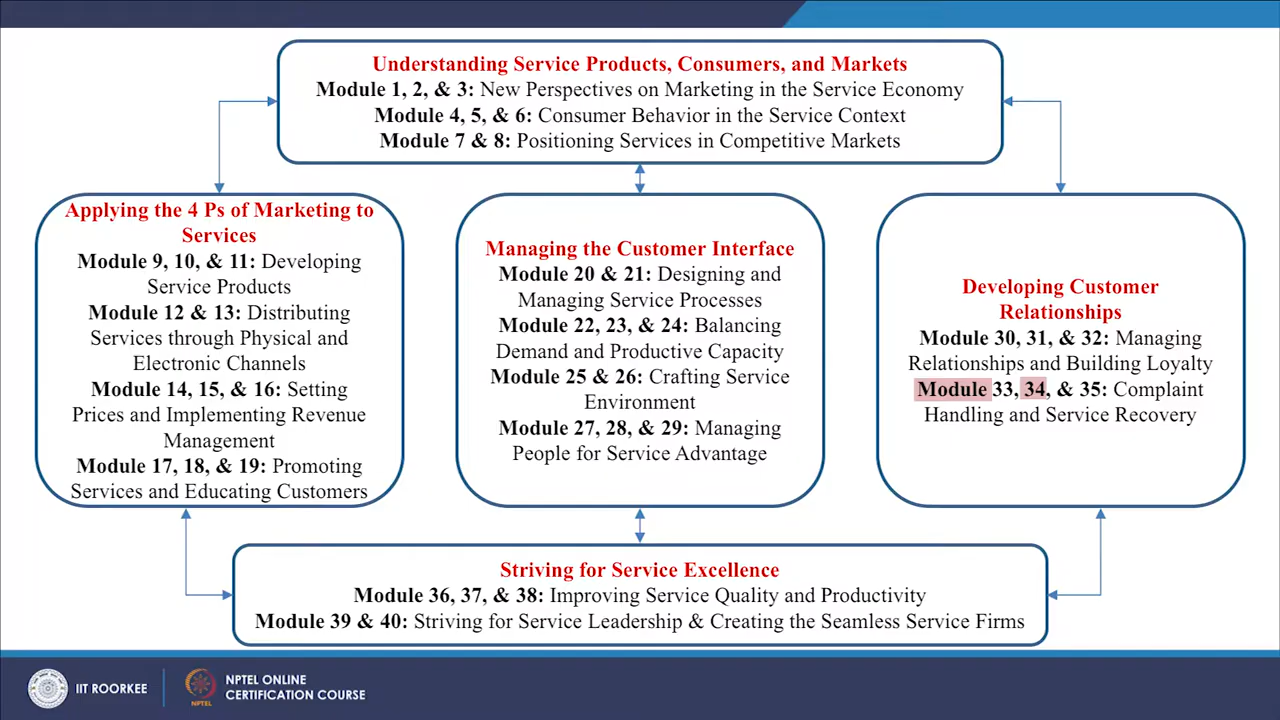 Understanding Service Products, Consumers, and Markets
Module 1, 2, & 3: New Perspectives on Marketing in the Service Economy
Module 4, 5, & 6: Consumer Behavior in the Service Context
Module 7 & 8: Positioning Services in Competitive Markets
Applying the 4 Ps of Marketing to
Services
Module 9, 10, & 11: Developing
Service Products
Module 12 & 13: Distributing
Services through Physical and
Electronic Channels
Module 14, 15, & 16: Setting
Prices and Implementing Revenue
Management
Module 17, 18, & 19: Promoting
Services and Educating Customers
Managing the Customer Interface
Module 20 & 21: Designing and
Managing Service Processes
Module 22, 23, & 24: Balancing
Demand and Productive Capacity
Module 25 & 26: Crafting Service
Environment
Module 27, 28, & 29: Managing
People for Service Advantage
Developing Customer
Relationships
Module 30, 31, & 32: Managing
Relationships and Building Loyalty
Module 33, 34, & 35: Complaint
Handling and Service Recovery
Striving for Service Excellence
Module 36, 37, & 38: Improving Service Quality and Productivity
Module 39 & 40: Striving for Service Leadership & Creating the Seamless Service Firms
IIT ROORKEE
NPTEL
NPTEL ONLINE
CERTIFICATION COURSE